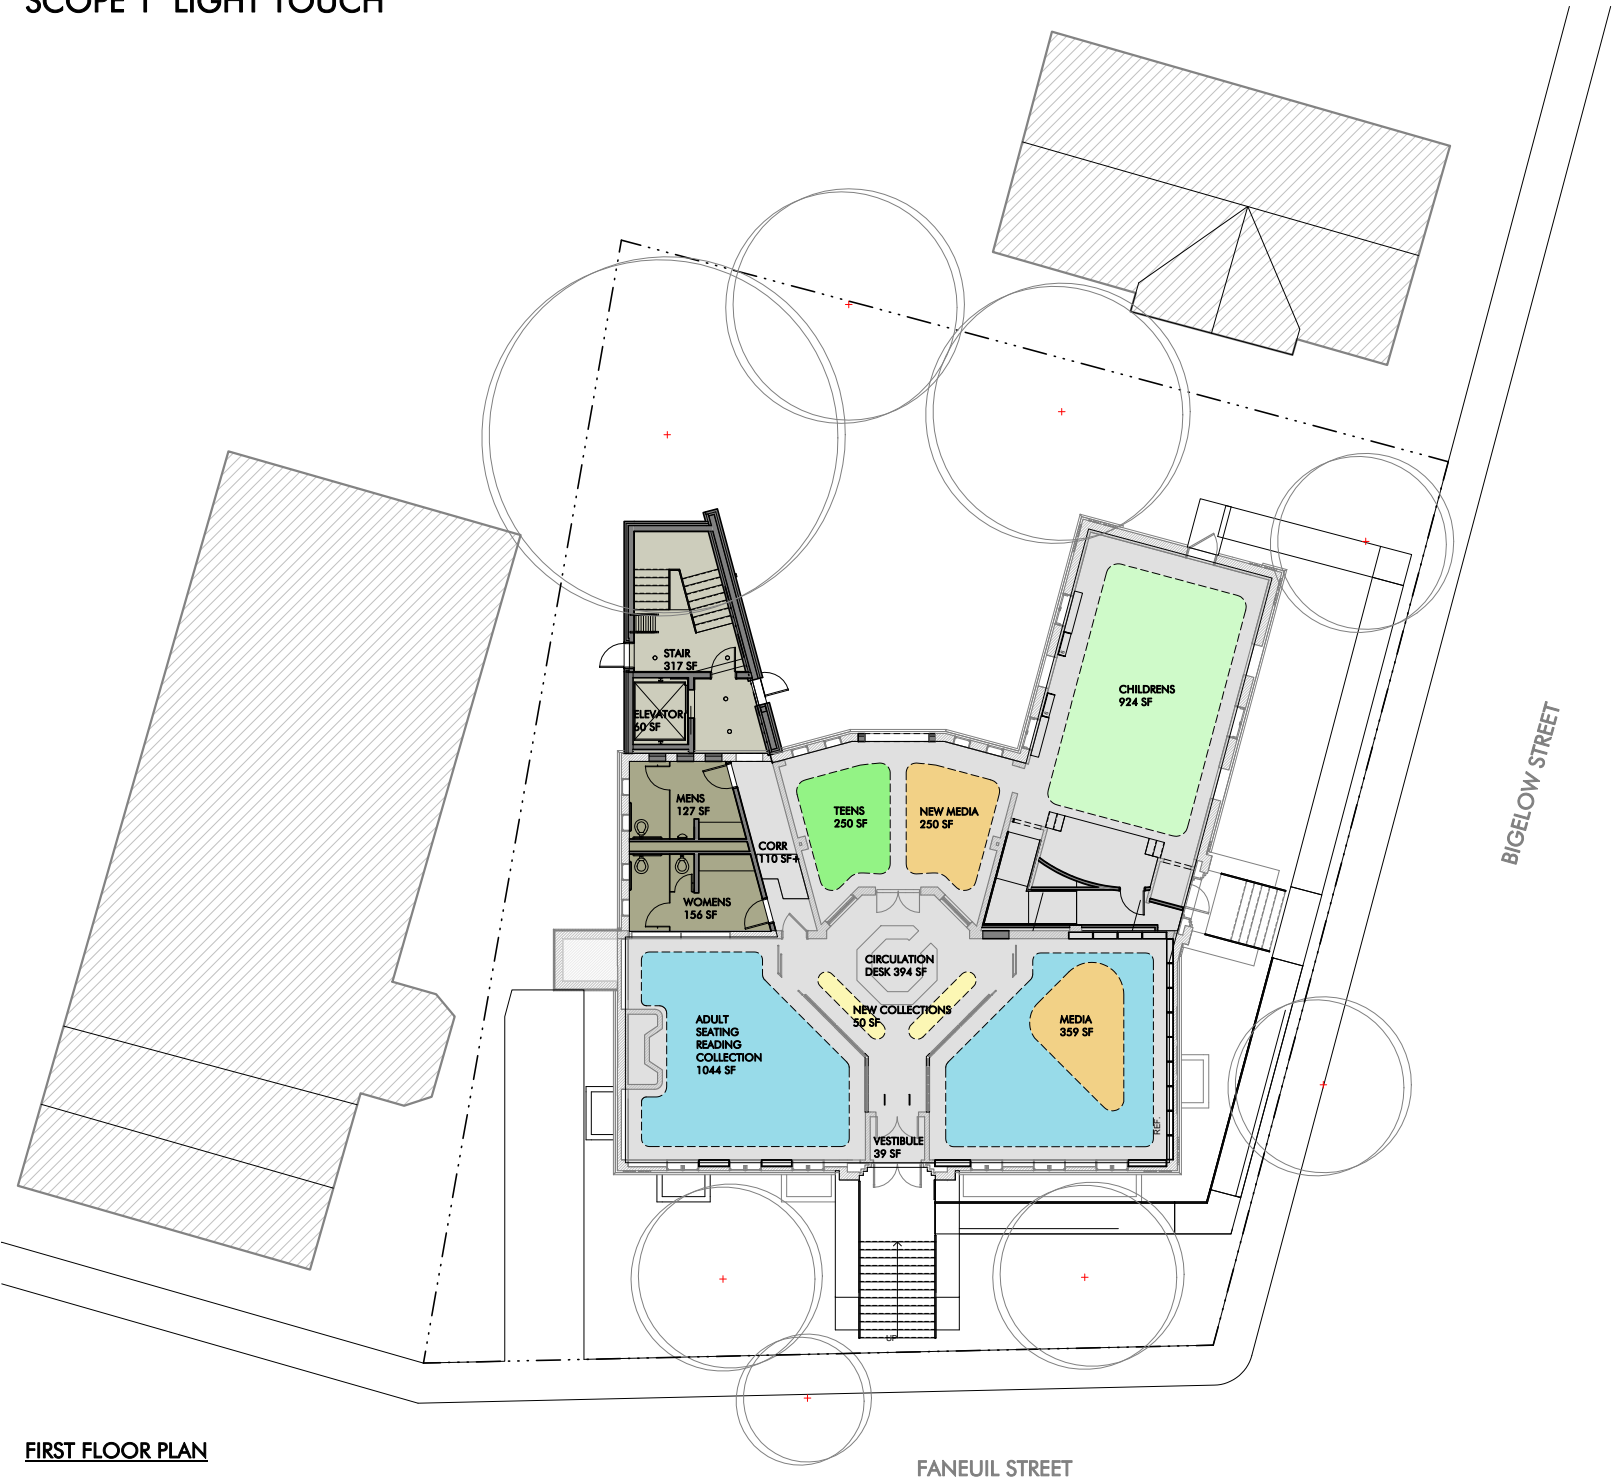 SCOPE 1 LIGHT TOUCH
STAIR
317 SF
ELEVATOR
60 SF
CHILDRENS
924 SF
MENS
127 SF
TEENS
250 SF
NEW MEDIA
250 SF
CORR
110 SF+
WOMENS
156 SF
CIRCULATION
DESK 394 SF
NEW COLLECTIONS
50 SF
ADULT
SEATING
READING
COLLECTION
1044 SF
MEDIA
359 SF
REF.
VESTIBULE
39 SF
UP
BIGELOW STREET
FIRST FLOOR PLAN
FANEUIL STREET